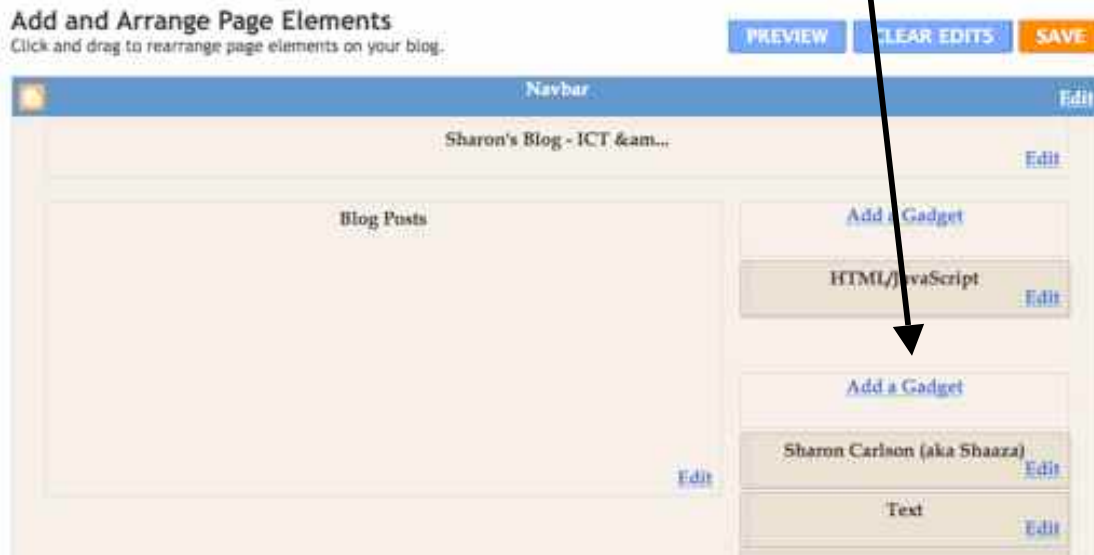 Add and Arrange Page Elements
Click and drag to rearrange page elements on your blog.
PREVIEW CLEAR EDITS SAVE
Navbar
Edit
Sharon's Blog - ICT &am...
Edit
Blog Posts
Edit
Add a Gadget
HTML/JavaScript
Edit
Add a Gadget
Sharon Carlson (aka Shaaza)
Edit
Text
Edit